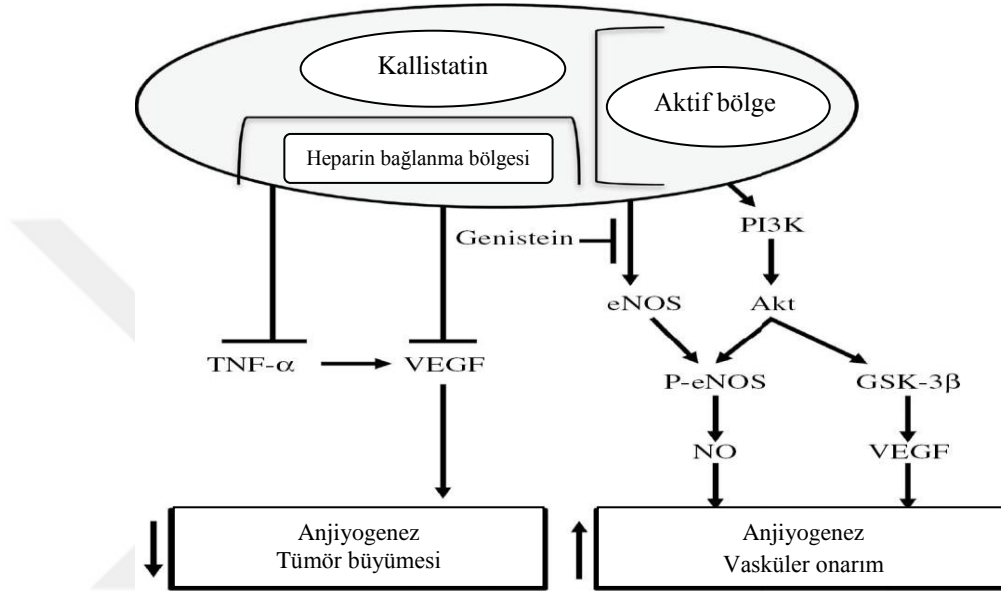 Kallistatin
Aktif bölge
Heparin bağlanma bölgesi
PI3K
Genistein
eNOS
Akt
TNF-α
VEGF
P-eNOS
GSK-3β
NO
VEGF
Anjiyogenez
Tümör büyümesi
Anjiyogenez
Vasküler onarım